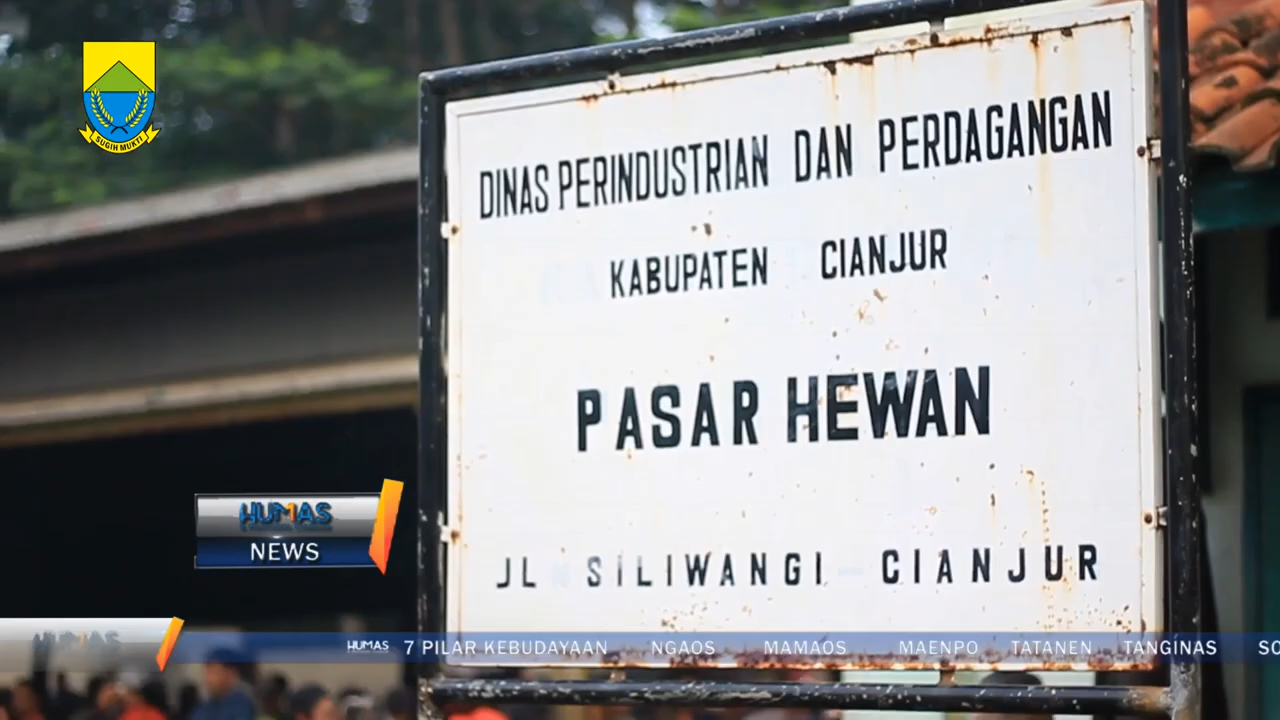 SUGIH MUKTI
DINAS PERINDUSTRIAN DAN PERDAGANGAN
KABUPATEN CIANJUR
PASAR HEWAN
JL SILIWANGI CIANJUR
HUMAS
NEWS
HUMAS
HUMAS 7 PILAR KEBUDAYAAN NGAOS MAMAOS MAENPO TATANEN TANGINAS